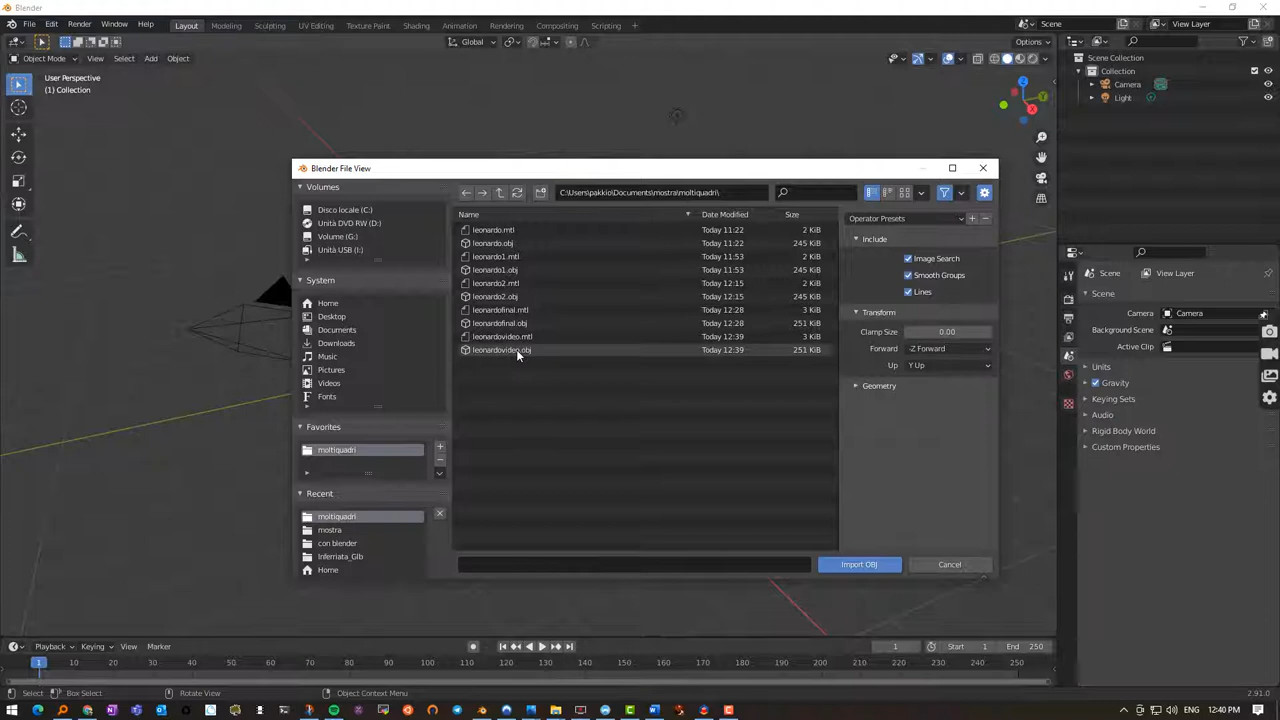 File Edit Render Window Help Layout Modeling Sculpting UV Editing Texture Paint Shading Animation Rendering Compositing Scripting + Scene View Layer
Global Options
Object Mode View Select Add Object
User Perspective
(1) Collection
Scene Collection
Collection
Camera
Light
Z
Y
X
Blender File View
Volumes
Disco locale (C:)
Unità DVD RW (D:)
Volume (G:)
Unità USB (I:)
System
Home
Desktop
Documents
Downloads
Music
Pictures
Videos
Fonts
Favorites
moltiquadri
Recent
moltiquadri
mostra
con blender
Inferriata_Glb
Home
C:\Users\pakkio\Documents\mostra\moltiquadri\
Name Date Modified Size
leonardo.mtl Today 11:22 2 KiB
leonardo.obj Today 11:22 245 KiB
leonardo1.mtl Today 11:53 2 KiB
leonardo1.obj Today 11:53 245 KiB
leonardo2.mtl Today 12:15 2 KiB
leonardo2.obj Today 12:15 245 KiB
leonardofinal.mtl Today 12:28 3 KiB
leonardofinal.obj Today 12:28 251 KiB
leonardovideo.mtl Today 12:39 3 KiB
leonardovideo.obj Today 12:39 251 KiB
Operator Presets
Include
Image Search
Smooth Groups
Lines
Transform
Clamp Size 0.00
Forward -Z Forward
Up Y Up
Geometry
Import OBJ Cancel
Scene View Layer
Scene
Camera Camera
Background Scene
Active Clip
Units
Gravity
Keying Sets
Audio
Rigid Body World
Custom Properties
Playback Keying View Marker 1 Start 1 End 250
1 10 20 30 40 50 60 70 80 90 100 110 120 130 140 150 160 170 180 190 200 210 220 230 240 250
Select Box Select Rotate View Object Context Menu 2.91.0
ENG 12:40 PM